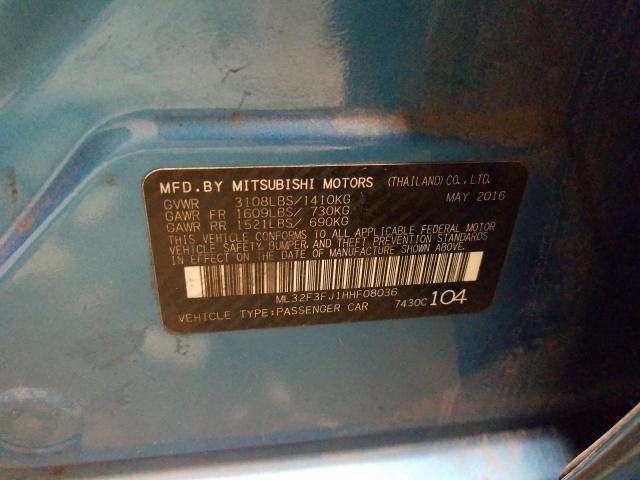 MFD.BY MITSUBISHI MOTORS (THAILAND)CO.,LTD.
GVWR 3108LBS/1410KG MAY 2016
GAWR FR 1609LBS/ 730KG
GAWR RR 1521LBS/ 690KG
THIS VEHICLE CONFORMS TO ALL APPLICABLE FEDERAL MOTOR
VEHICLE SAFETY,BUMPER,AND THEFT PREVENTION STANDARDS
IN EFFECT ON THE DATE OF MANUFACTURE SHOWN ABOVE.
ML32F3FJ1HHF08036
VEHICLE TYPE:PASSENGER CAR 7430C 104